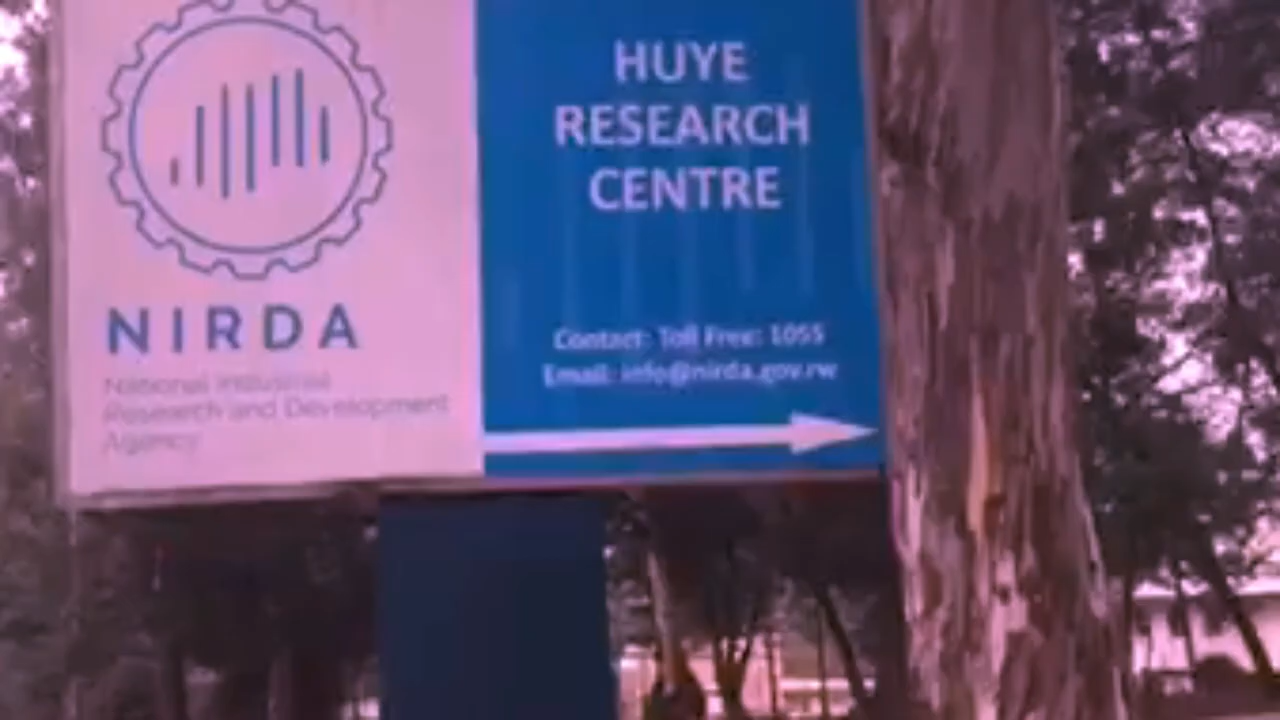 NIRDA
National Industrial
Research and Development
Agency
HUYE
RESEARCH
CENTRE
Contact: Toll Free: 1055
Email: info@nirda.gov.rw